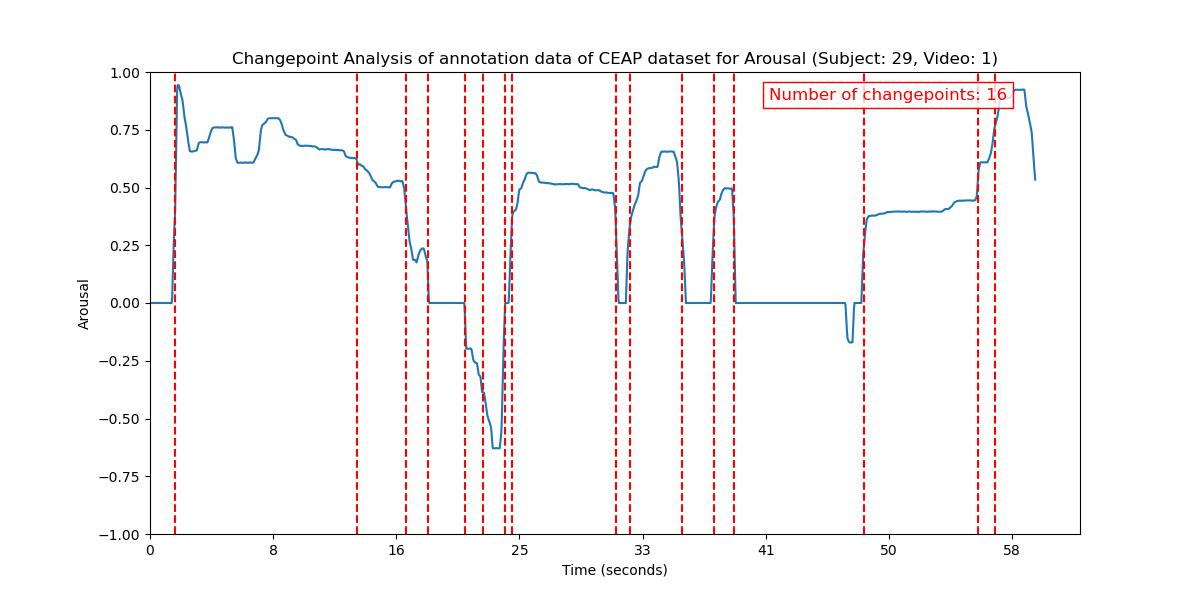 Changepoint Analysis of annotation data of CEAP dataset for Arousal (Subject: 29, Video: 1)
Number of changepoints: 16
1.00
0.75
0.50
0.25
0.00
−0.25
−0.50
−0.75
−1.00
Arousal
0 8 16 25 33 41 50 58
Time (seconds)